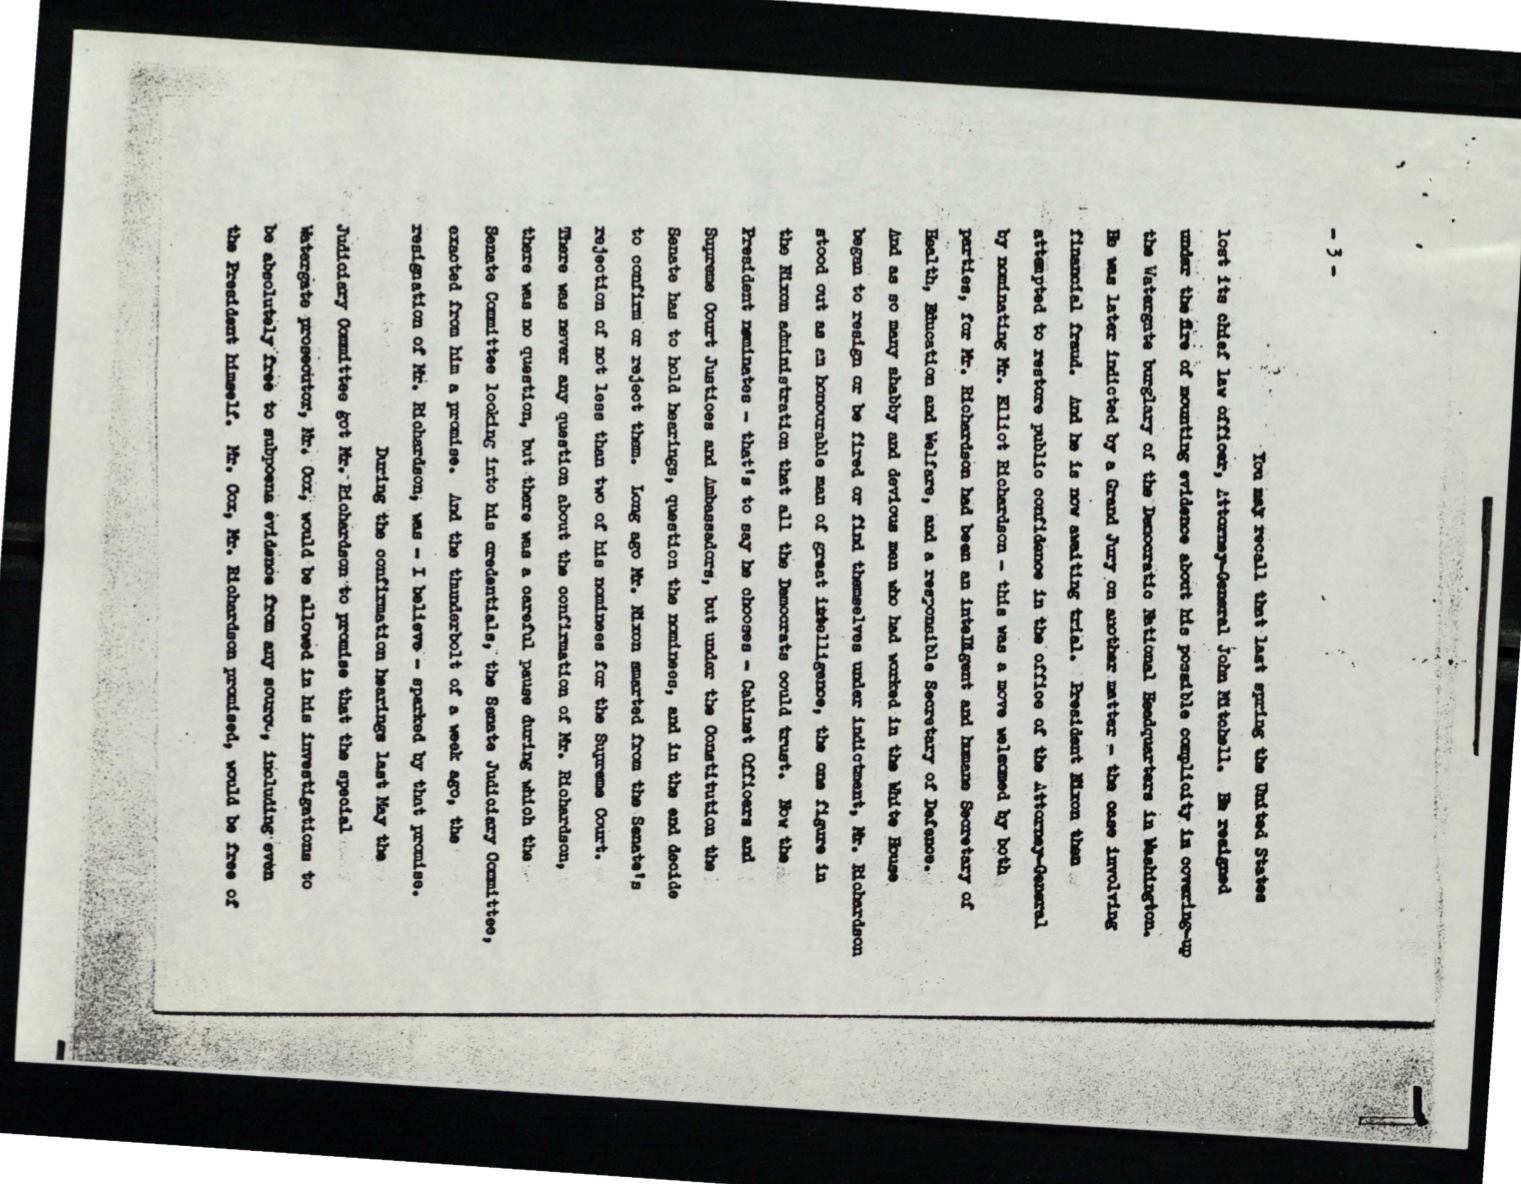 - 3 -
You may recall that last spring the United States
lost its chief law officer, Attorney-General John Mitchell. He resigned
under the fire of mounting evidence about his possible complicity in covering-up
the Watergate burglary of the Democratic National Headquarters in Washington.
He was later indicted by a Grand Jury on another matter - the case involving
financial fraud. And he is now awaiting trial. President Nixon then
attempted to restore public confidence in the office of the Attorney-General
by nominating Mr. Elliot Richardson - this was a move welcomed by both
parties, for Mr. Richardson had been an intelligent and humane Secretary of
Health, Education and Welfare, and a responsible Secretary of Defence.
And as so many shabby and devious men who had worked in the White House
began to resign or be fired or find themselves under indictment, Mr. Richardson
stood out as an honourable man of great intelligence, the one figure in
the Nixon administration that all the Democrats could trust. Now the
President nominates - that's to say he chooses - Cabinet Officers and
Supreme Court Justices and Ambassadors, but under the Constitution the
Senate has to hold hearings, question the nominees, and in the end decide
to confirm or reject them. Long ago Mr. Nixon smarted from the Senate's
rejection of not less than two of his nominees for the Supreme Court.
There was never any question about the confirmation of Mr. Richardson,
there was no question, but there was a careful pause during which the
Senate Committee looking into his credentials, the Senate Judiciary Committee,
exacted from him a promise. And the thunderbolt of a week ago, the
resignation of Mr. Richardson, was - I believe - sparked by that promise.
During the confirmation hearings last May the
Judiciary Committee got Mr. Richardson to promise that the special
Watergate prosecutor, Mr. Cox, would be allowed in his investigations to
be absolutely free to subpoena evidence from any source, including even
the President himself. Mr. Cox, Mr. Richardson promised, would be free of